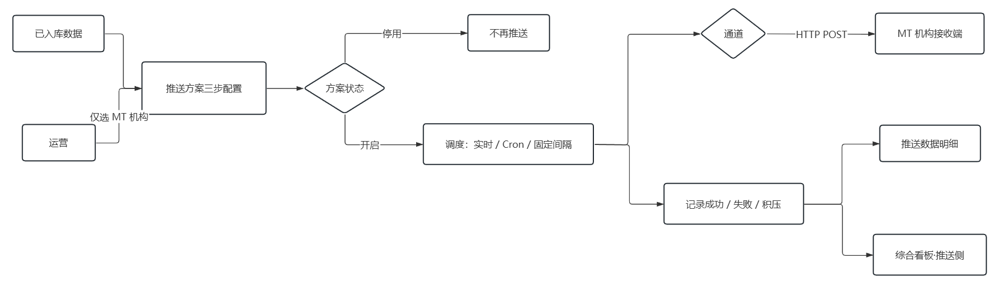 已入库数据
运营
仅选 MT 机构
推送方案三步配置
方案状态
停用
不再推送
开启
调度：实时 / Cron / 固定间隔
通道
HTTP POST
MT 机构接收端
记录成功 / 失败 / 积压
推送数据明细
综合看板·推送侧